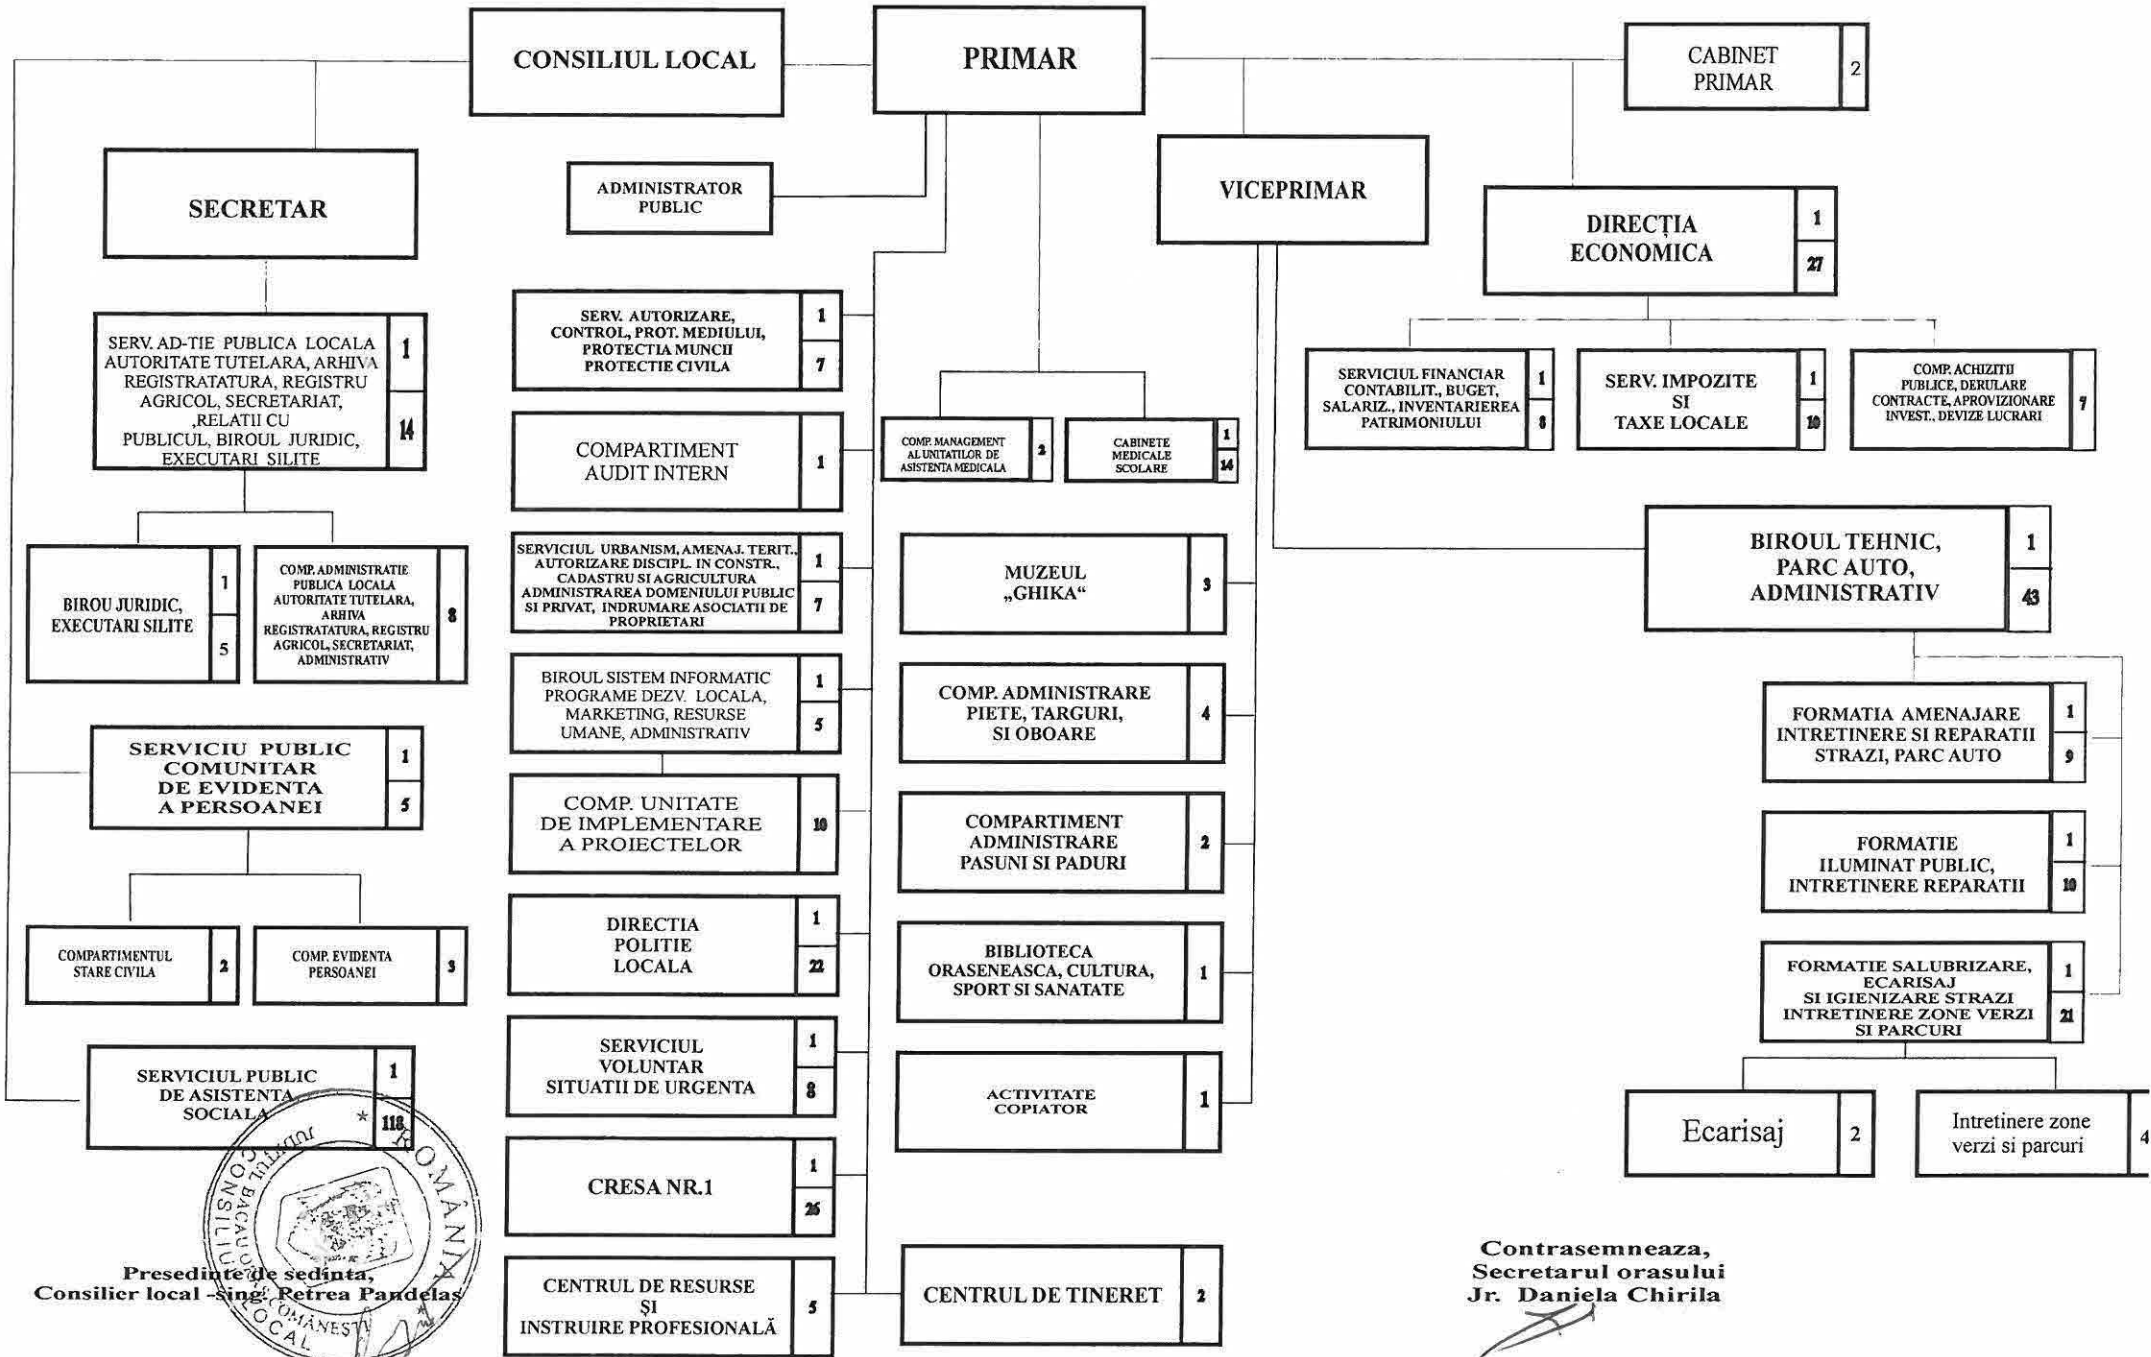 CONSILIUL LOCAL
PRIMAR
CABINET
PRIMAR
2
SECRETAR
ADMINISTRATOR
PUBLIC
VICEPRIMAR
DIRECȚIA
ECONOMICA
1
27
SERV. AD-TIE PUBLICA LOCALA
AUTORITATE TUTELARA, ARHIVA
REGISTRATATURA, REGISTRU
AGRICOL, SECRETARIAT,
,RELATII CU
PUBLICUL, BIROUL JURIDIC,
EXECUTARI SILITE
1
14
BIROU JURIDIC,
EXECUTARI SILITE
1
5
COMP. ADMINISTRATIE
PUBLICA LOCALA
AUTORITATE TUTELARA,
ARHIVA
REGISTRATATURA, REGISTRU
AGRICOL, SECRETARIAT,
ADMINISTRATIV
8
SERVICIU PUBLIC
COMUNITAR
DE EVIDENTA
A PERSOANEI
1
5
COMPARTIMENTUL
STARE CIVILA
2
COMP. EVIDENTA
PERSOANEI
3
SERVICIUL PUBLIC
DE ASISTENTA
SOCIALA
1
118
SERV. AUTORIZARE,
CONTROL, PROT. MEDIULUI,
PROTECTIA MUNCII
PROTECTIE CIVILA
1
7
COMPARTIMENT
AUDIT INTERN
1
SERVICIUL URBANISM, AMENAJ. TERIT.,
AUTORIZARE DISCIPL. IN CONSTR.,
CADASTRU SI AGRICULTURA
ADMINISTRAREA DOMENIULUI PUBLIC
SI PRIVAT, INDRUMARE ASOCIATII DE
PROPRIETARI
1
7
BIROUL SISTEM INFORMATIC
PROGRAME DEZV. LOCALA,
MARKETING, RESURSE
UMANE, ADMINISTRATIV
1
5
COMP. UNITATE
DE IMPLEMENTARE
A PROIECTELOR
10
DIRECTIA
POLITIE
LOCALA
1
22
SERVICIUL
VOLUNTAR
SITUATII DE URGENTA
1
8
CRESA NR.1
1
26
CENTRUL DE RESURSE
ȘI
INSTRUIRE PROFESIONALĂ
5
COMP. MANAGEMENT
AL UNITATILOR DE
ASISTENTA MEDICALA
2
CABINETE
MEDICALE
SCOLARE
1
14
MUZEUL
„GHIKA“
3
COMP. ADMINISTRARE
PIETE, TARGURI,
SI OBOARE
4
COMPARTIMENT
ADMINISTRARE
PASUNI SI PADURI
2
BIBLIOTECA
ORASENEASCA, CULTURA,
SPORT SI SANATATE
1
ACTIVITATE
COPIATOR
1
CENTRUL DE TINERET
2
SERVICIUL FINANCIAR
CONTABILIT., BUGET,
SALARIZ., INVENTARIEREA
PATRIMONIULUI
1
8
SERV. IMPOZITE
SI
TAXE LOCALE
1
10
COMP. ACHIZITII
PUBLICE, DERULARE
CONTRACTE, APROVIZIONARE
INVEST., DEVIZE LUCRARI
7
BIROUL TEHNIC,
PARC AUTO,
ADMINISTRATIV
1
43
FORMATIA AMENAJARE
INTRETINERE SI REPARATII
STRAZI, PARC AUTO
1
9
FORMATIE
ILUMINAT PUBLIC,
INTRETINERE REPARATII
1
10
FORMATIE SALUBRIZARE,
ECARISAJ
SI IGIENIZARE STRAZI
INTRETINERE ZONE VERZI
SI PARCURI
1
21
Ecarisaj
2
Intretinere zone
verzi si parcuri
4
Presedinte de sedinta,
Consilier local -sing. Petrea Pandelas
ROMÂNIA
JUDEȚUL BACĂU
COMĂNEȘTI
CONSILIUL LOCAL
Contrasemneaza,
Secretarul orasului
Jr. Daniela Chirila